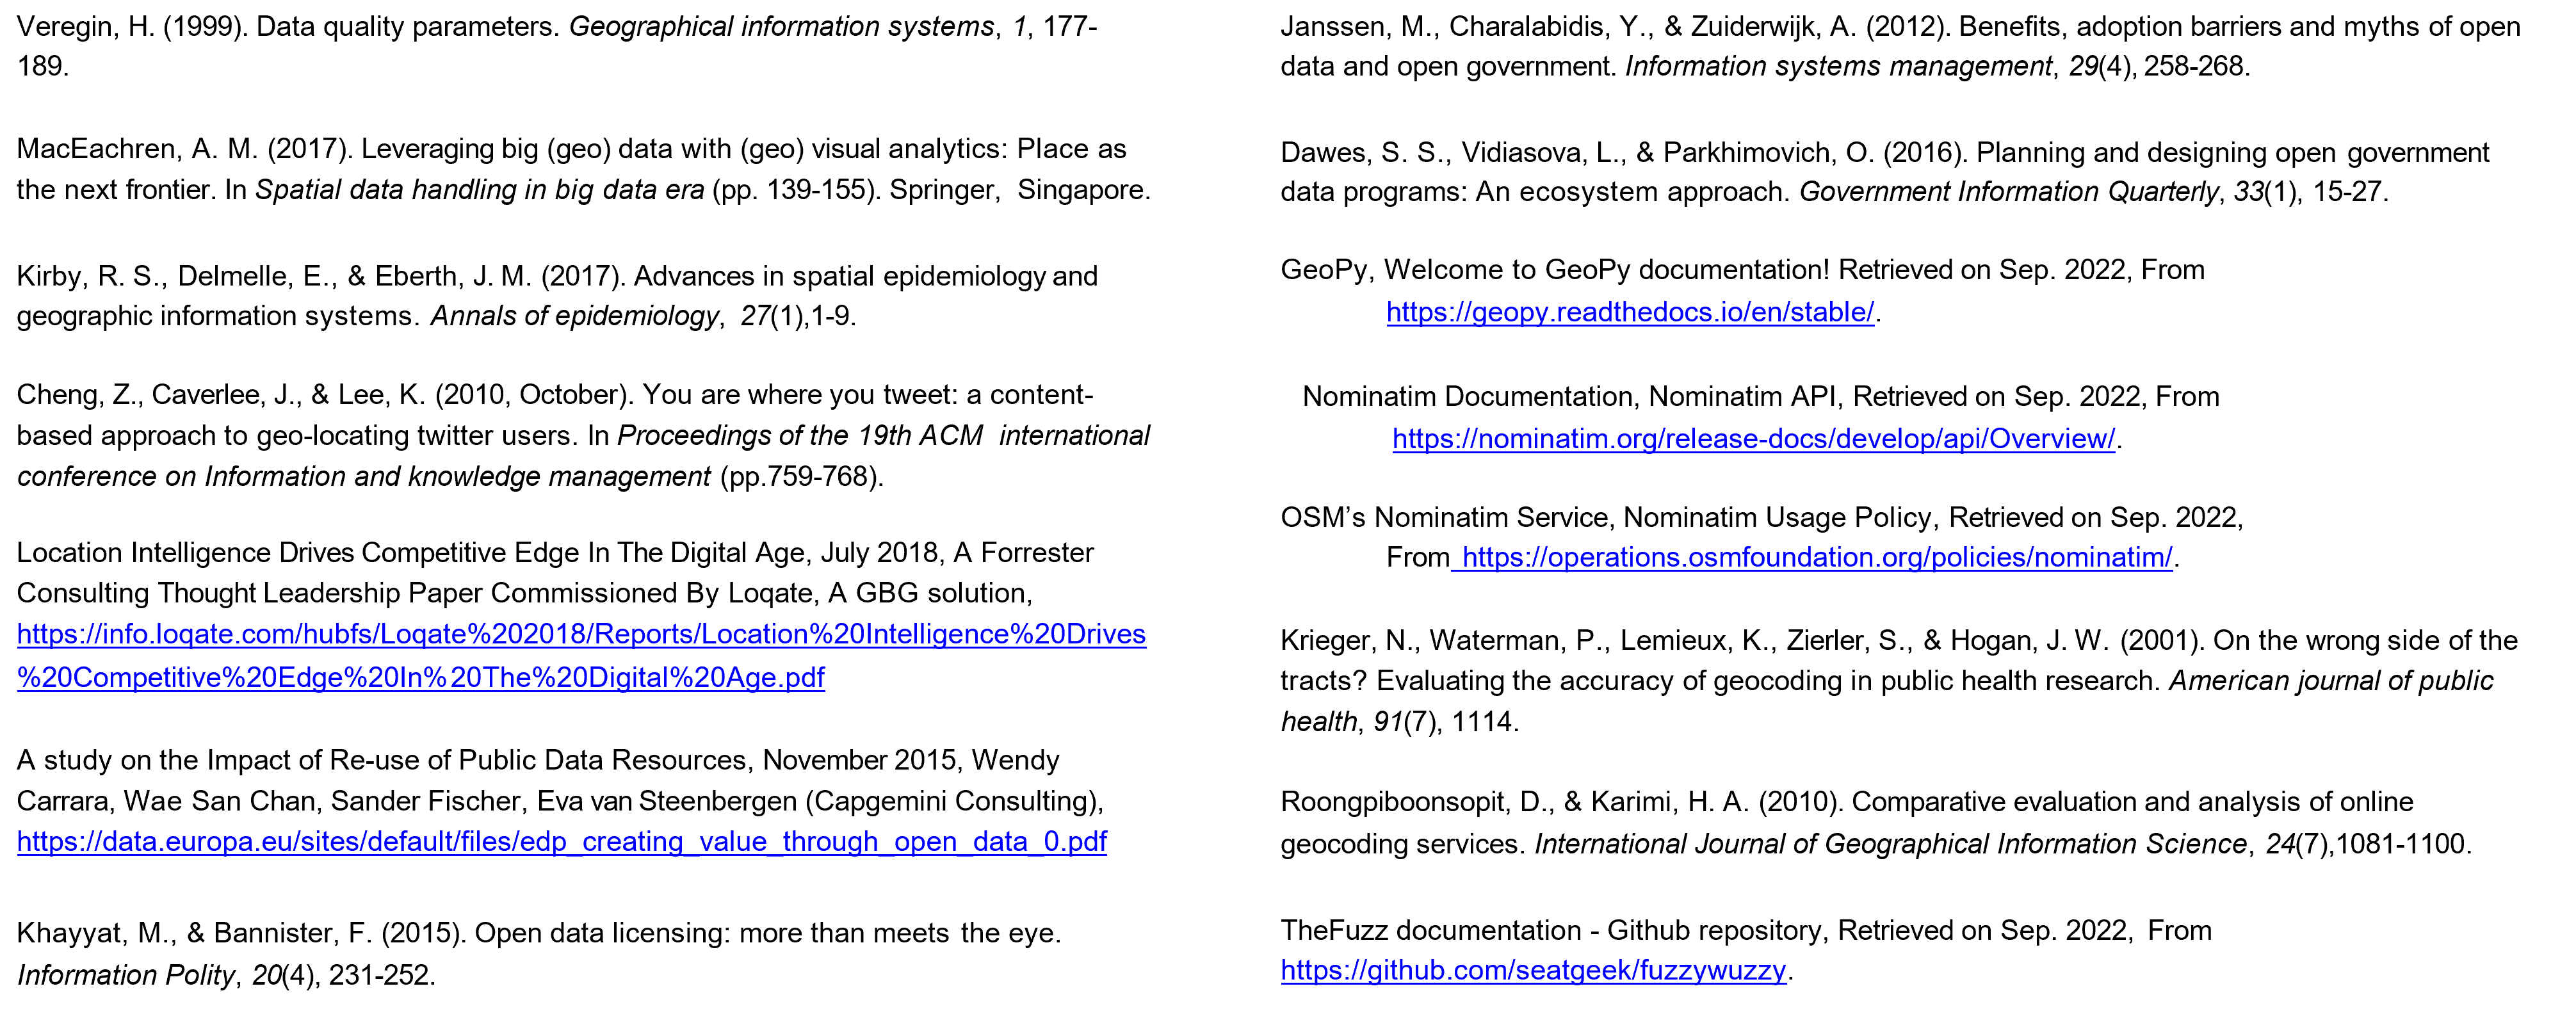 Veregin, H. (1999). Data quality parameters. Geographical information systems, 1, 177-
189.
MacEachren, A. M. (2017). Leveraging big (geo) data with (geo) visual analytics: Place as
the next frontier. In Spatial data handling in big data era (pp. 139-155). Springer, Singapore.
Kirby, R. S., Delmelle, E., & Eberth, J. M. (2017). Advances in spatial epidemiology and
geographic information systems. Annals of epidemiology, 27(1),1-9.
Cheng, Z., Caverlee, J., & Lee, K. (2010, October). You are where you tweet: a content-
based approach to geo-locating twitter users. In Proceedings of the 19th ACM international
conference on Information and knowledge management (pp.759-768).
Location Intelligence Drives Competitive Edge In The Digital Age, July 2018, A Forrester
Consulting Thought Leadership Paper Commissioned By Loqate, A GBG solution,
https://info.loqate.com/hubfs/Loqate%202018/Reports/Location%20Intelligence%20Drives
%20Competitive%20Edge%20In%20The%20Digital%20Age.pdf
A study on the Impact of Re-use of Public Data Resources, November 2015, Wendy
Carrara, Wae San Chan, Sander Fischer, Eva van Steenbergen (Capgemini Consulting),
https://data.europa.eu/sites/default/files/edp_creating_value_through_open_data_0.pdf
Khayyat, M., & Bannister, F. (2015). Open data licensing: more than meets the eye.
Information Polity, 20(4), 231-252.
Janssen, M., Charalabidis, Y., & Zuiderwijk, A. (2012). Benefits, adoption barriers and myths of open
data and open government. Information systems management, 29(4), 258-268.
Dawes, S. S., Vidiasova, L., & Parkhimovich, O. (2016). Planning and designing open government
data programs: An ecosystem approach. Government Information Quarterly, 33(1), 15-27.
GeoPy, Welcome to GeoPy documentation! Retrieved on Sep. 2022, From
https://geopy.readthedocs.io/en/stable/.
Nominatim Documentation, Nominatim API, Retrieved on Sep. 2022, From
https://nominatim.org/release-docs/develop/api/Overview/.
OSM’s Nominatim Service, Nominatim Usage Policy, Retrieved on Sep. 2022,
From https://operations.osmfoundation.org/policies/nominatim/.
Krieger, N., Waterman, P., Lemieux, K., Zierler, S., & Hogan, J. W. (2001). On the wrong side of the
tracts? Evaluating the accuracy of geocoding in public health research. American journal of public
health, 91(7), 1114.
Roongpiboonsopit, D., & Karimi, H. A. (2010). Comparative evaluation and analysis of online
geocoding services. International Journal of Geographical Information Science, 24(7),1081-1100.
TheFuzz documentation - Github repository, Retrieved on Sep. 2022, From
https://github.com/seatgeek/fuzzywuzzy.